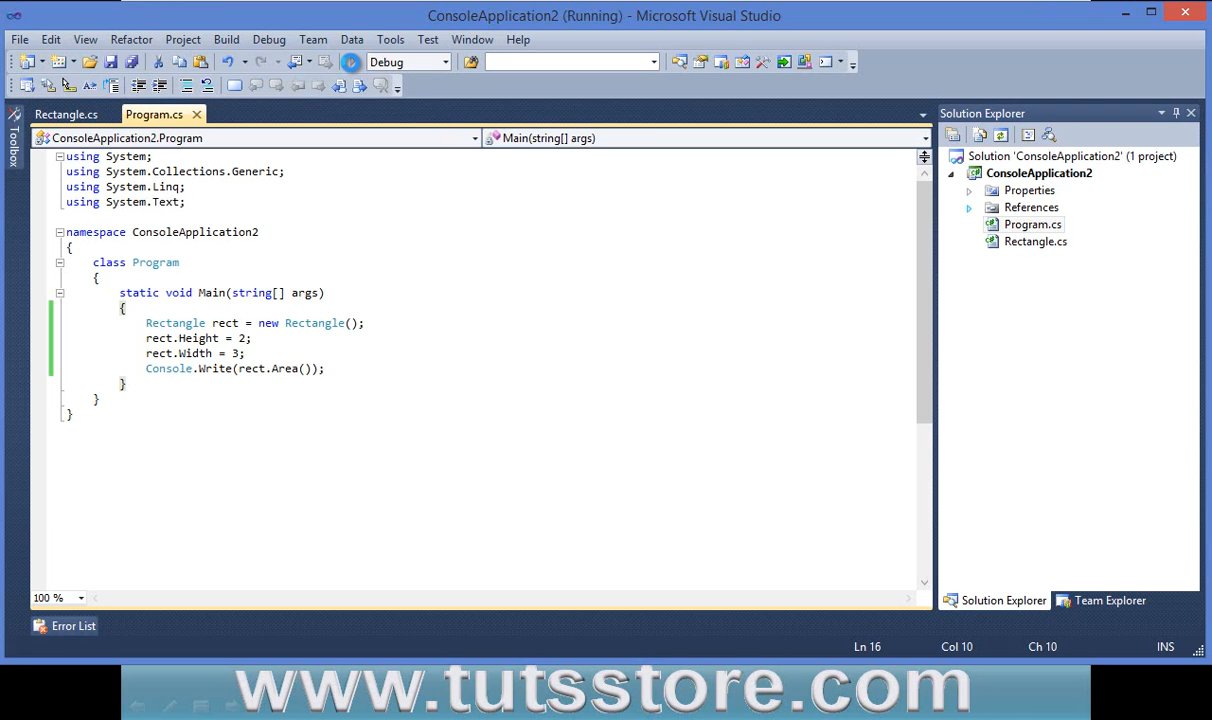 ConsoleApplication2 (Running) - Microsoft Visual Studio
File Edit View Refactor Project Build Debug Team Data Tools Test Window Help
Debug
Toolbox
Rectangle.cs Program.cs
ConsoleApplication2.Program Main(string[] args)
using System;
using System.Collections.Generic;
using System.Linq;
using System.Text;
namespace ConsoleApplication2
{
class Program
{
static void Main(string[] args)
{
Rectangle rect = new Rectangle();
rect.Height = 2;
rect.Width = 3;
Console.Write(rect.Area());
}
}
}
100 %
Solution Explorer
Solution 'ConsoleApplication2' (1 project)
ConsoleApplication2
Properties
References
Program.cs
Rectangle.cs
Solution Explorer Team Explorer
Error List
Ln 16 Col 10 Ch 10 INS
www.tutsstore.com